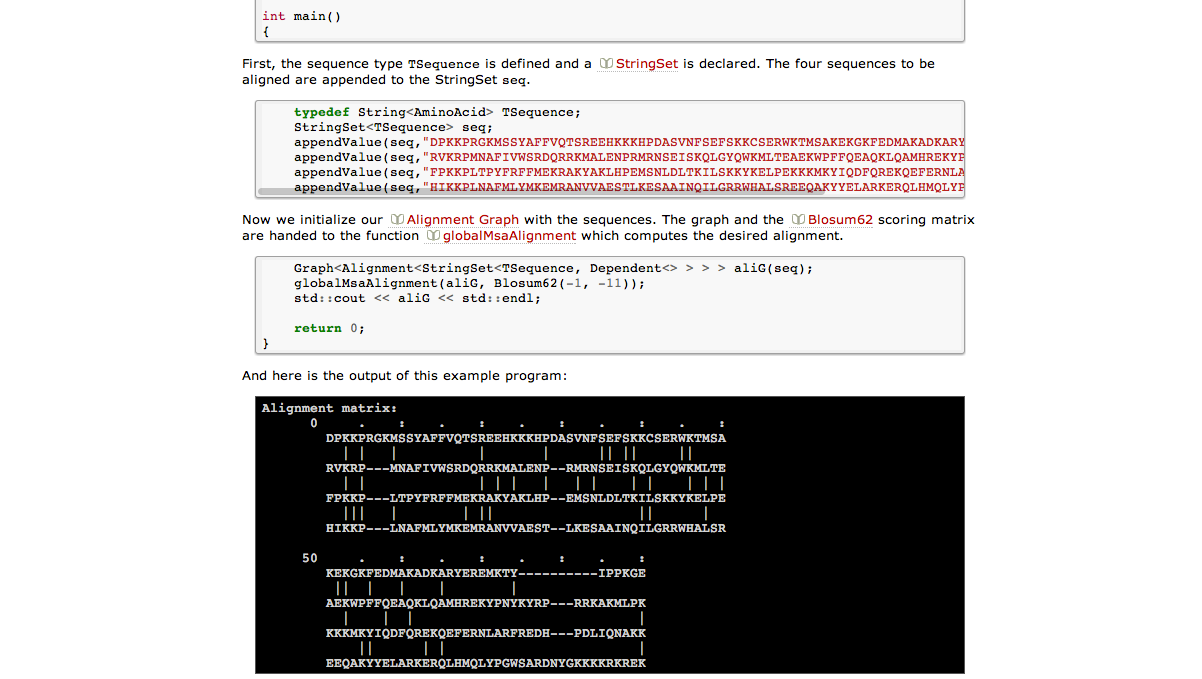 int main()
{
First, the sequence type TSequence is defined and a StringSet is declared. The four sequences to be
aligned are appended to the StringSet seq.
typedef String<AminoAcid> TSequence;
StringSet<TSequence> seq;
appendValue(seq,"DPKKPRGKMSSYAFFVQTSREEHKKKHPDASVNFSEFSKKCSERWKTMSAKEKGKFEDMAKADKARY
appendValue(seq,"RVKRPMNAFIVWSRDQRRKMALENPRMRNSEISKQLGYQWKMLTEAEKWPFFQEAQKLQAMHREKYP
appendValue(seq,"FPKKPLTPYFRFFMEKRAKYAKLHPEMSNLDLTKILSKKYKELPEKKKMKYIQDFQREKQEFERNLA
appendValue(seq,"HIKKPLNAFMLYMKEMRANVVAESTLKESAAINQILGRRWHALSREEQAKYYELARKERQLHMQLYP
Now we initialize our Alignment Graph with the sequences. The graph and the Blosum62 scoring matrix
are handed to the function globalMsaAlignment which computes the desired alignment.
Graph<Alignment<StringSet<TSequence, Dependent<> > > > aliG(seq);
globalMsaAlignment(aliG, Blosum62(-1, -11));
std::cout << aliG << std::endl;
return 0;
}
And here is the output of this example program:
Alignment matrix:
0     .    :    .    :    .    :    .    :    .    :
DPKKPRGKMSSYAFFVQTSREEHKKKHPDASVNFSEFSKKCSERWKTMSA
  | |   |          |       |      || ||     ||
RVKRP---MNAFIVWSRDQRRKMALENP--RMRNSEISKQLGYQWKMLTE
  | |              | | |   |   | |    | |    | | |
FPKKP---LTPYFRFFMEKRAKYAKLHP--EMSNLDLTKILSKKYKELPE
  |||   |        | ||                  ||      |
HIKKP---LNAFMLYMKEMRANVVAEST--LKESAAINQILGRRWHALSR
50     .    :    .    :    .    :    .    :
KEKGKFEDMAKADKARYEREMKTY----------IPPKGE
 || |   |    |        |
AEKWPFFQEAQKLQAMHREKYPNYKYRP---RRKAKMLPK
  |    |  |                            |
KKKMKYIQDFQREKQEFERNLARFREDH---PDLIQNAKK
    ||      | |                        |
EEQAKYYELARKERQLHMQLYPGWSARDNYGKKKKRKREK